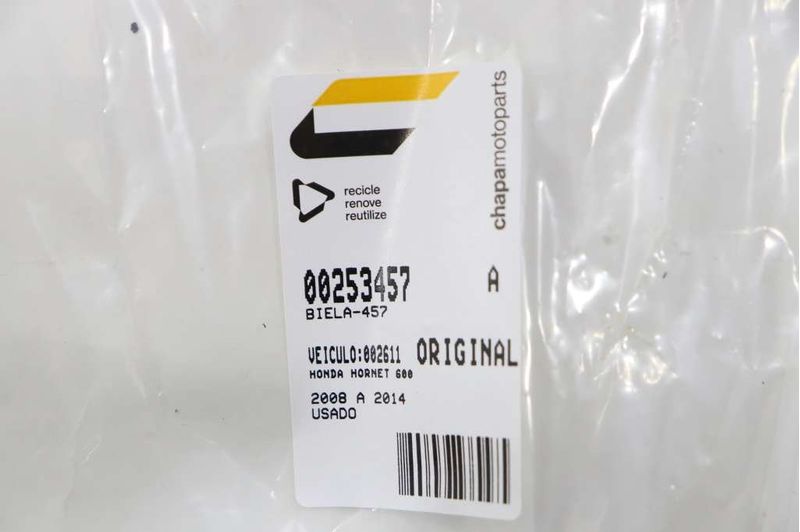 chapamotoparts
recicle
renove
reutilize
00253457 A
BIELA-457
VEICULO:002611 ORIGINAL
HONDA HORNET 600
2008 A 2014
USADO